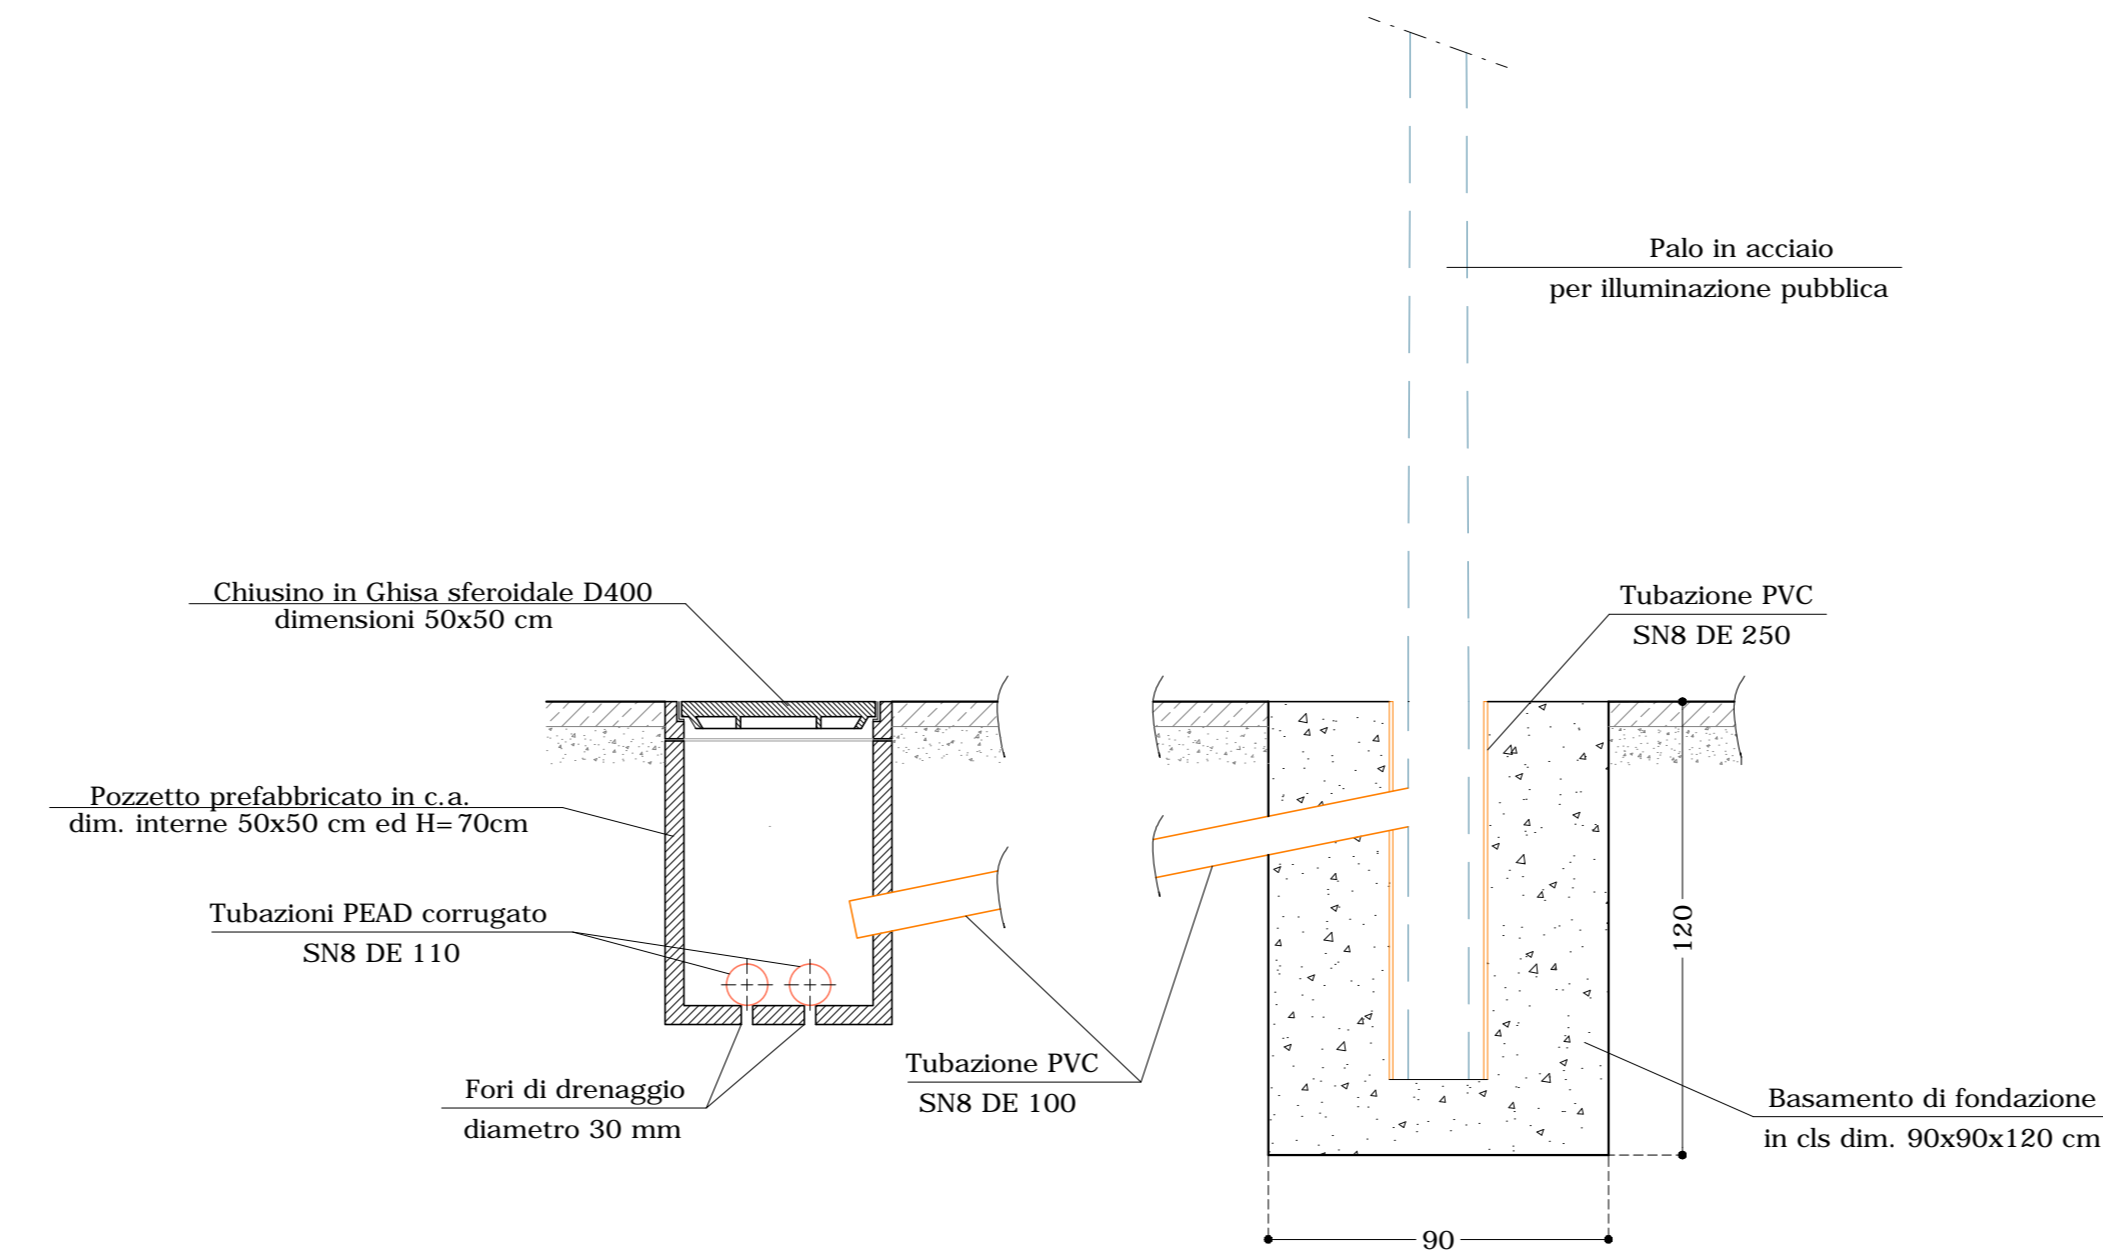 Palo in acciaio
per illuminazione pubblica
Chiusino in Ghisa sferoidale D400
dimensioni 50x50 cm
Tubazione PVC
SN8 DE 250
Pozzetto prefabbricato in c.a.
dim. interne 50x50 cm ed H=70cm
Tubazioni PEAD corrugato
SN8 DE 110
120
Tubazione PVC
SN8 DE 100
Fori di drenaggio
diametro 30 mm
Basamento di fondazione
in cls dim. 90x90x120 cm
90